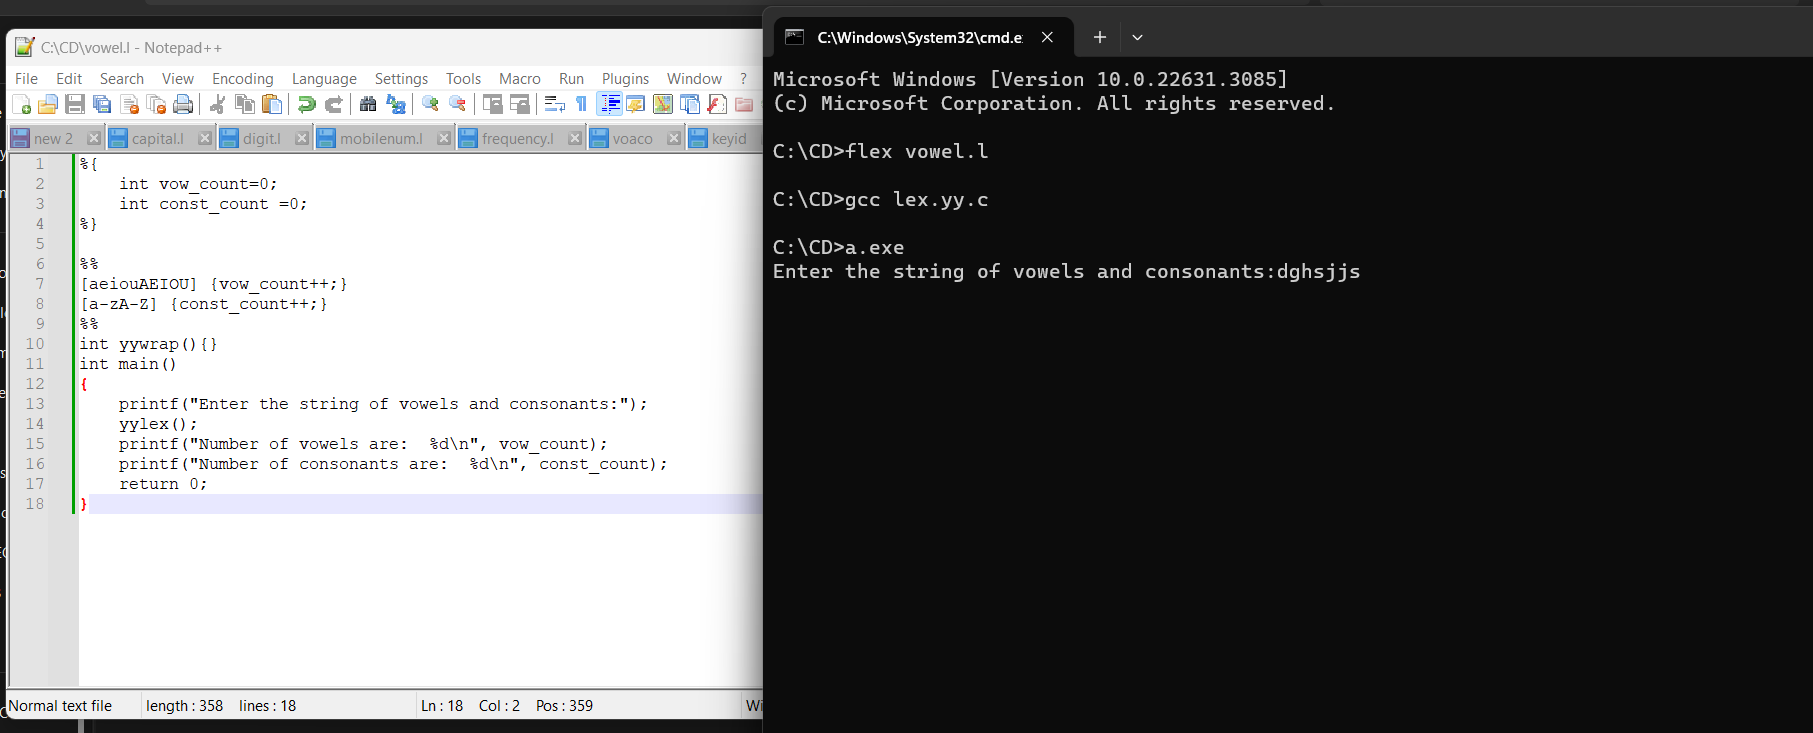 C:\CD\vowel.l - Notepad++
File Edit Search View Encoding Language Settings Tools Macro Run Plugins Window ?
new 2 capital.l digit.l mobilenum.l frequency.l voaco keyid
1 %{
2     int vow_count=0;
3     int const_count =0;
4 %}
5
6 %%
7 [aeiouAEIOU] {vow_count++;}
8 [a-zA-Z] {const_count++;}
9 %%
10 int yywrap(){}
11 int main()
12 {
13     printf("Enter the string of vowels and consonants:");
14     yylex();
15     printf("Number of vowels are:  %d\n", vow_count);
16     printf("Number of consonants are:  %d\n", const_count);
17     return 0;
18 }
Normal text file length : 358 lines : 18 Ln : 18 Col : 2 Pos : 359 Wi
C:\Windows\System32\cmd.e
Microsoft Windows [Version 10.0.22631.3085]
(c) Microsoft Corporation. All rights reserved.
C:\CD>flex vowel.l
C:\CD>gcc lex.yy.c
C:\CD>a.exe
Enter the string of vowels and consonants:dghsjjs